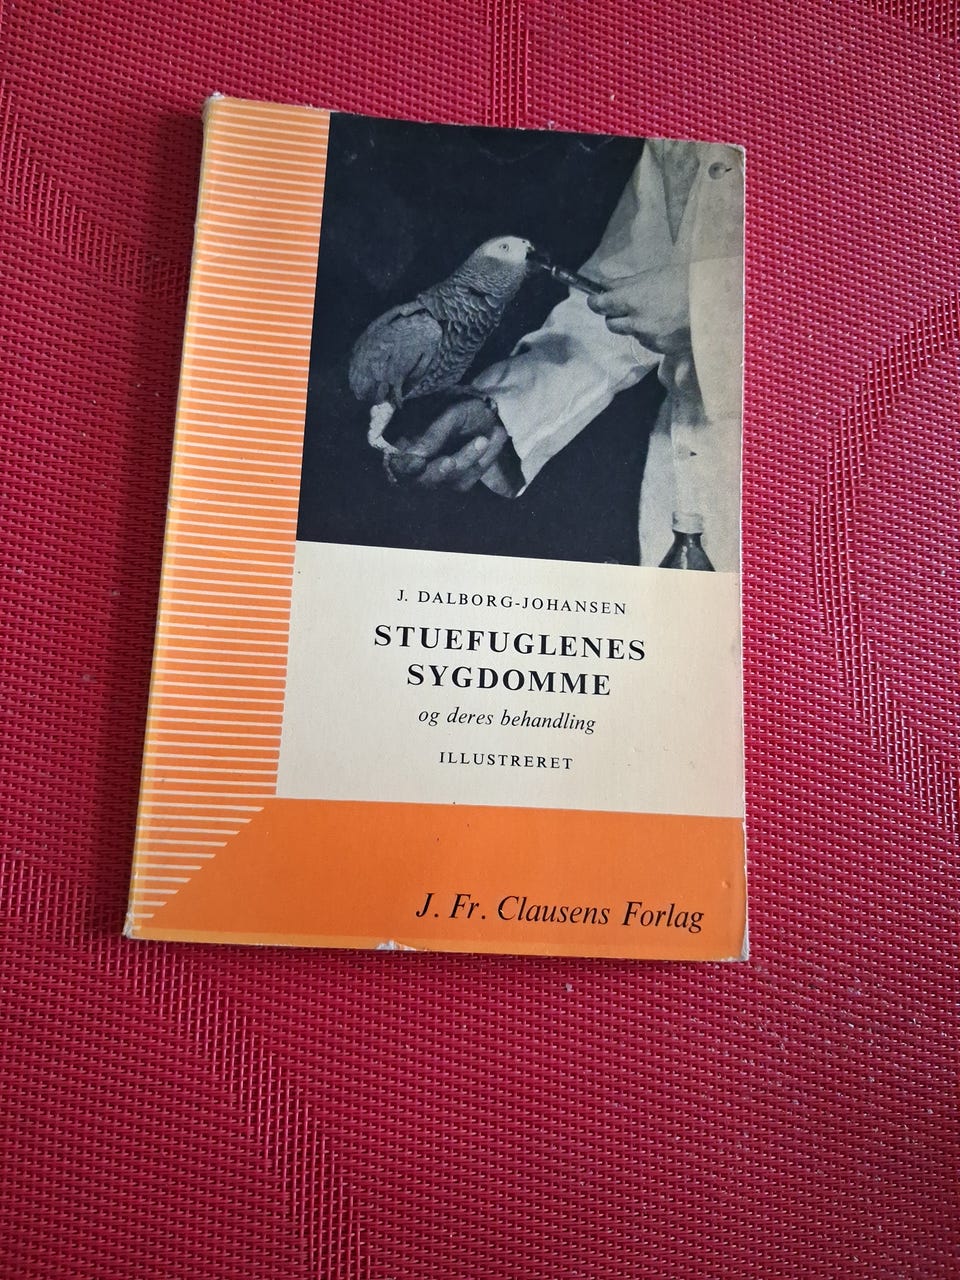 J. DALBORG-JOHANSEN
STUEFUGLENES
SYGDOMME
og deres behandling
ILLUSTRERET
J. Fr. Clausens Forlag